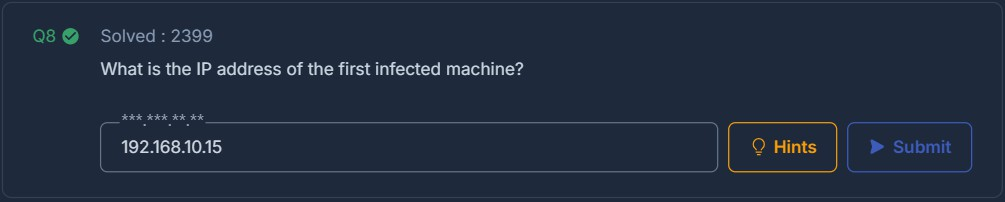 Q8 Solved : 2399
What is the IP address of the first infected machine?
***.***.**.**
192.168.10.15 Hints Submit